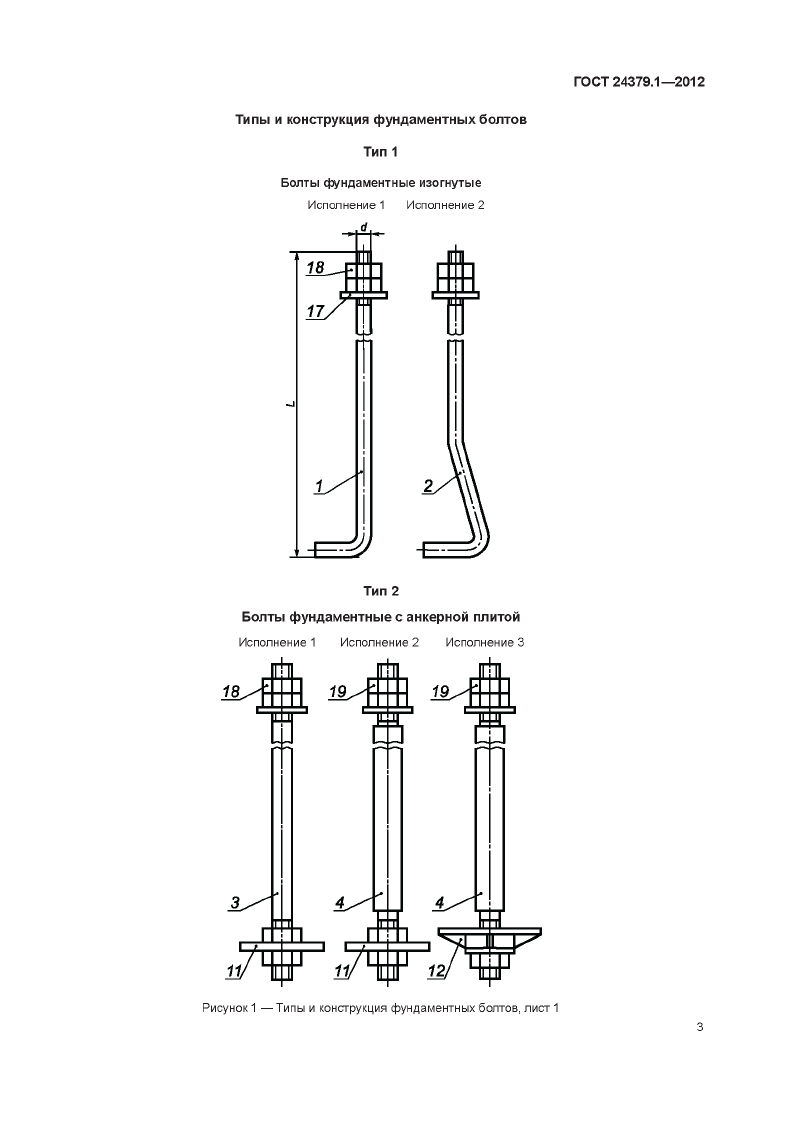 ГОСТ 24379.1—2012
Типы и конструкция фундаментных болтов
Тип 1
Болты фундаментные изогнутые
Исполнение 1 Исполнение 2
d
18
17
L
1
2
Тип 2
Болты фундаментные с анкерной плитой
Исполнение 1 Исполнение 2 Исполнение 3
18 19 19
3 4 4
11 11 12
Рисунок 1 — Типы и конструкция фундаментных болтов, лист 1
3